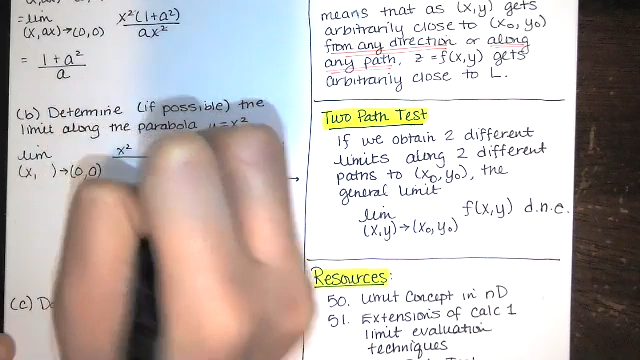 = lim x²(1+a²)
(x,ax)→(0,0) ax²
= 1+a²
a
(b) Determine (if possible) the
limit along the parabola y=x²
lim x²
(x, )→(0,0)
(c) D
means that as (x,y) gets
arbitrarily close to (x₀, y₀)
from any direction or along
any path, z = f(x,y) gets
arbitrarily close to L.
Two Path Test
If we obtain 2 different
limits along 2 different
paths to (x₀, y₀), the
general limit
lim f(x,y) d.n.e.
(x,y)→(x₀, y₀)
Resources:
50. Limit Concept in nD
51. Extensions of calc 1
limit evaluation
techniques